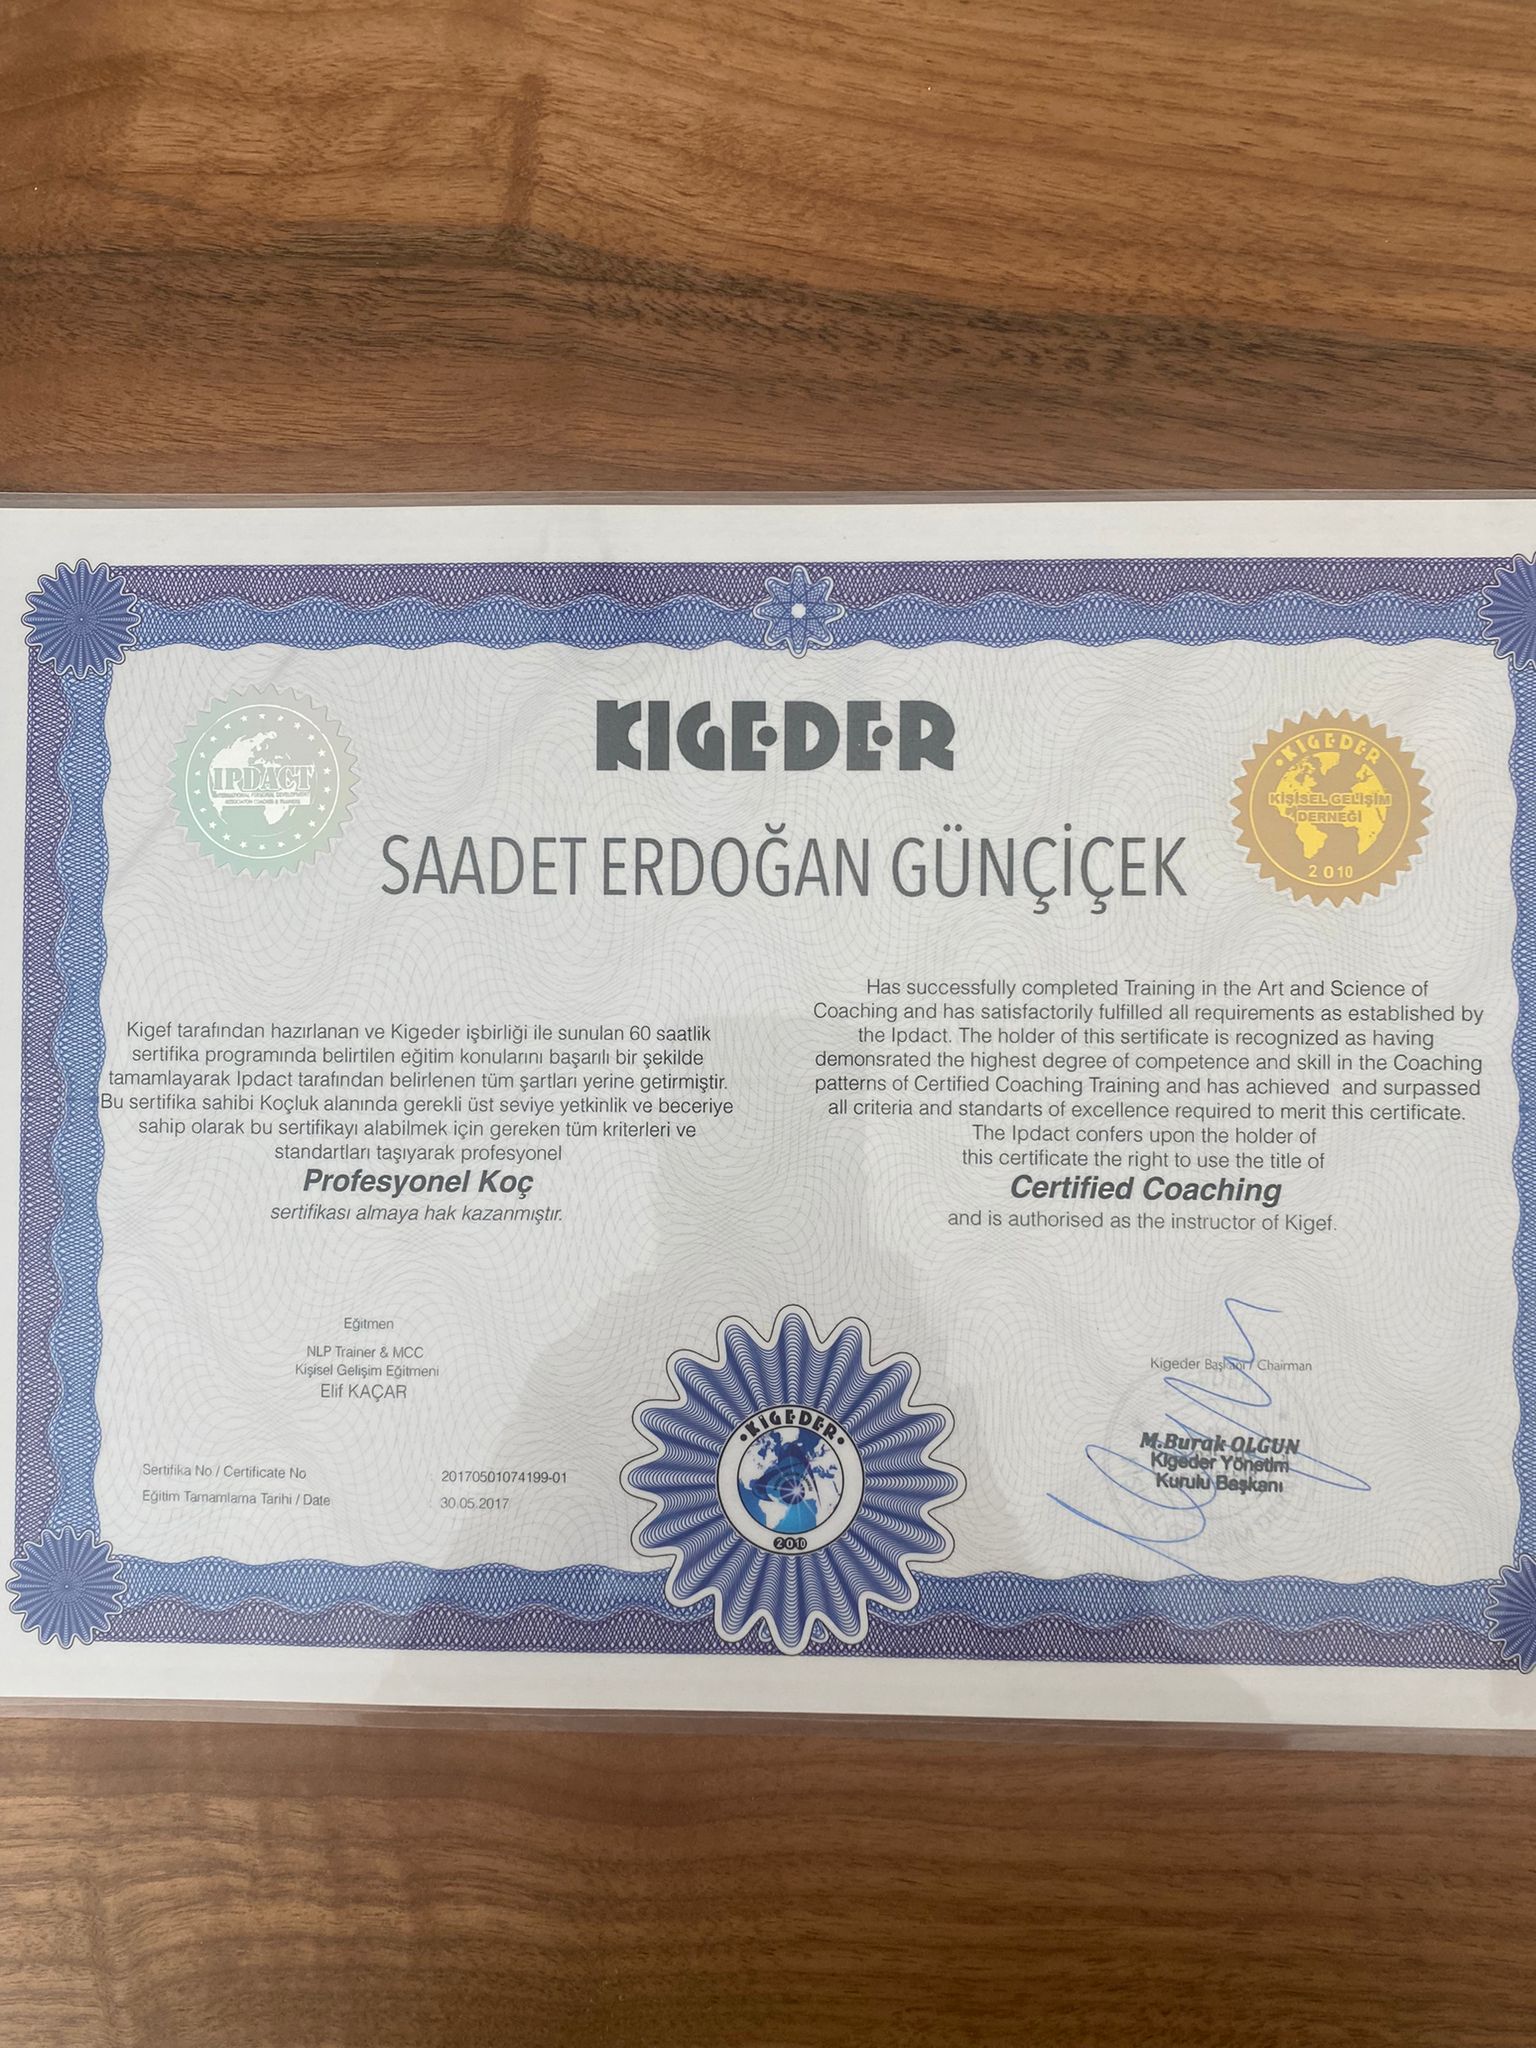 KIGEDER
IPDACT
INTERNATIONAL PERSONAL DEVELOPMENT
ASSOCIATION COACHES & TRAINERS
KIGEDER
KİŞİSEL GELİŞİM
DERNEĞİ
2010
SAADET ERDOĞAN GÜNÇİÇEK
Kigef tarafından hazırlanan ve Kigeder işbirliği ile sunulan 60 saatlik
sertifika programında belirtilen eğitim konularını başarılı bir şekilde
tamamlayarak Ipdact tarafından belirlenen tüm şartları yerine getirmiştir.
Bu sertifika sahibi Koçluk alanında gerekli üst seviye yetkinlik ve beceriye
sahip olarak bu sertifikayı alabilmek için gereken tüm kriterleri ve
standartları taşıyarak profesyonel
Profesyonel Koç
sertifikası almaya hak kazanmıştır.
Has successfully completed Training in the Art and Science of
Coaching and has satisfactorily fulfilled all requirements as established by
the Ipdact. The holder of this sertificate is recognized as having
demonsrated the highest degree of competence and skill in the Coaching
patterns of Certified Coaching Training and has achieved and surpassed
all criteria and standarts of excellence required to merit this certificate.
The Ipdact confers upon the holder of
this certificate the right to use the title of
Certified Coaching
and is authorised as the instructor of Kigef.
Eğitmen
NLP Trainer & MCC
Kişisel Gelişim Eğitmeni
Elif KAÇAR
Sertifika No / Certificate No : 20170501074199-01
Eğitim Tamamlama Tarihi / Date : 30.05.2017
KİGEDER
2010
Kigeder Başkanı / Chairman
M.Burak OLGUN
Kigeder Yönetim
Kurulu Başkanı